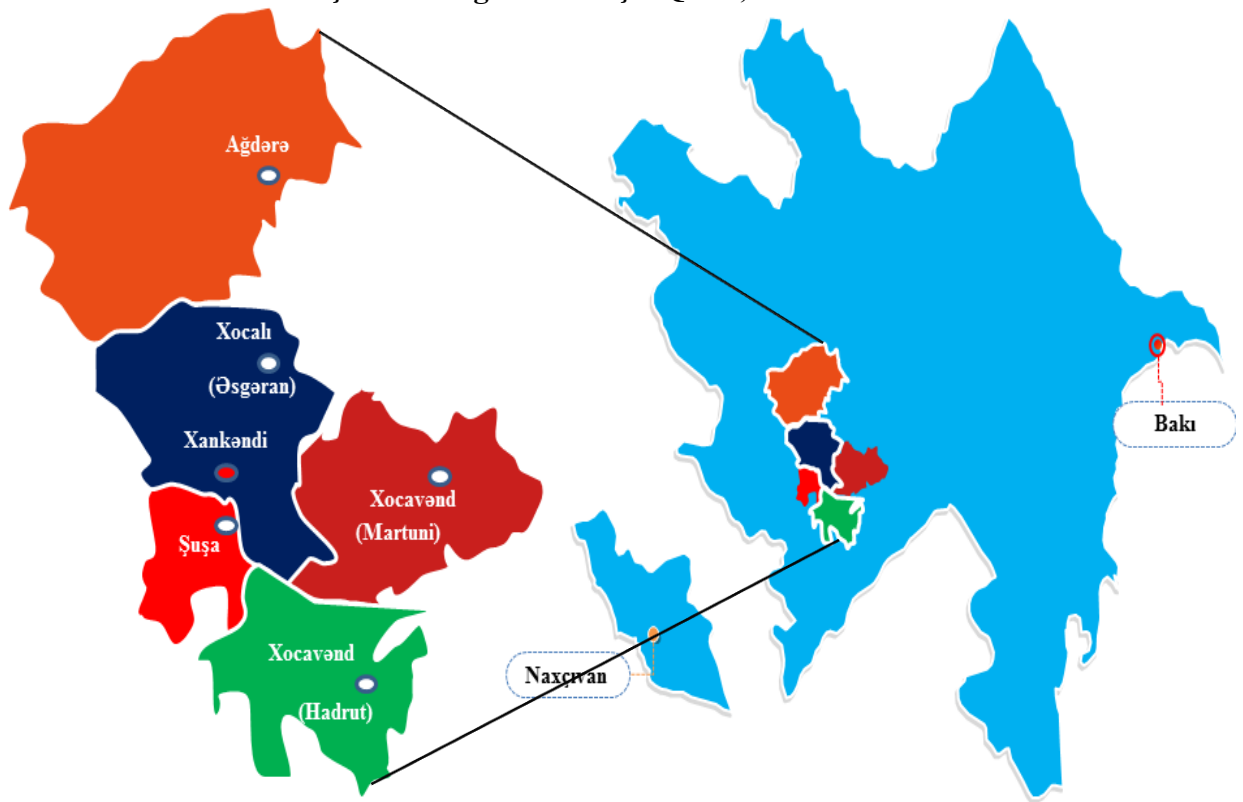 Ağdərə
Xocalı
(Əsgəran)
Xankəndi
Xocavənd
(Martuni)
Şuşa
Xocavənd
(Hadrut)
Naxçıvan
Bakı